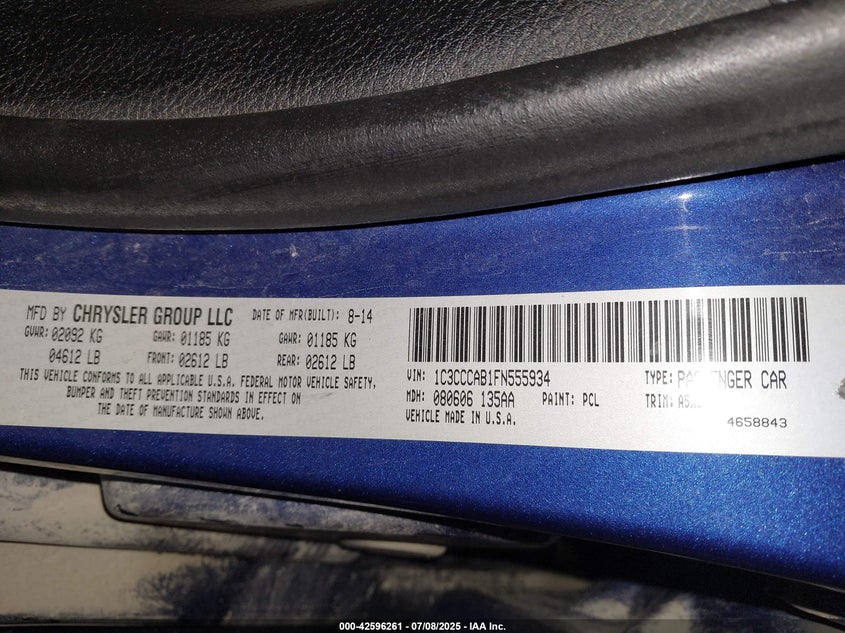 MFD BY CHRYSLER GROUP LLC
DATE OF MFR(BUILT): 8-14
GVWR: 02092 KG GAWR: 01185 KG GAWR: 01185 KG
04612 LB FRONT: 02612 LB REAR: 02612 LB
THIS VEHICLE CONFORMS TO ALL APPLICABLE U.S.A. FEDERAL MOTOR VEHICLE SAFETY,
BUMPER AND THEFT PREVENTION STANDARDS IN EFFECT ON
THE DATE OF MANUFACTURE SHOWN ABOVE.
VIN: 1C3CCCAB1FN555934 TYPE: CAR
MDH: 080606 135AA PAINT: PCL TRIM:
VEHICLE MADE IN U.S.A.
4658843
000-42596261 - 07/08/2025 - IAA Inc.